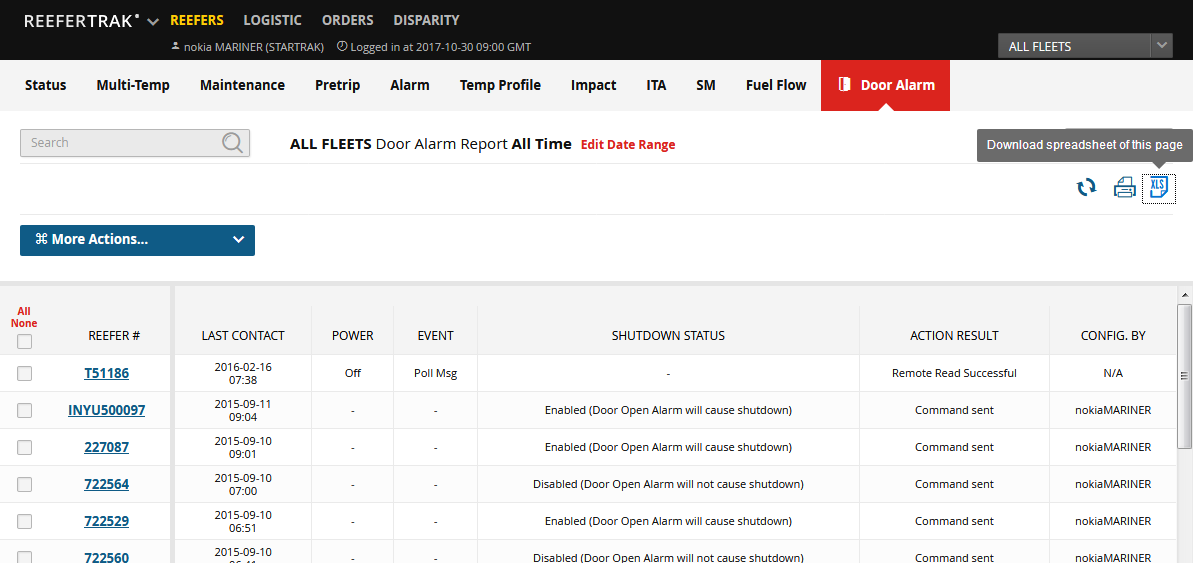 REEFERTRAK REEFERS LOGISTIC ORDERS DISPARITY
nokia MARINER (STARTRAK) Logged in at 2017-10-30 09:00 GMT
ALL FLEETS
Status Multi-Temp Maintenance Pretrip Alarm Temp Profile Impact ITA SM Fuel Flow Door Alarm
Search
ALL FLEETS Door Alarm Report All Time Edit Date Range
Download spreadsheet of this page
XLS
⌘ More Actions...
All
None
REEFER # LAST CONTACT POWER EVENT SHUTDOWN STATUS ACTION RESULT CONFIG. BY
T51186 2016-02-16 07:38 Off Poll Msg - Remote Read Successful N/A
INYU500097 2015-09-11 09:04 - - Enabled (Door Open Alarm will cause shutdown) Command sent nokiaMARINER
227087 2015-09-10 09:01 - - Enabled (Door Open Alarm will cause shutdown) Command sent nokiaMARINER
722564 2015-09-10 07:00 - - Disabled (Door Open Alarm will not cause shutdown) Command sent nokiaMARINER
722529 2015-09-10 06:51 - - Enabled (Door Open Alarm will cause shutdown) Command sent nokiaMARINER
722560 2015-09-10 - - Disabled (Door Open Alarm will not cause shutdown) Command sent nokiaMARINER